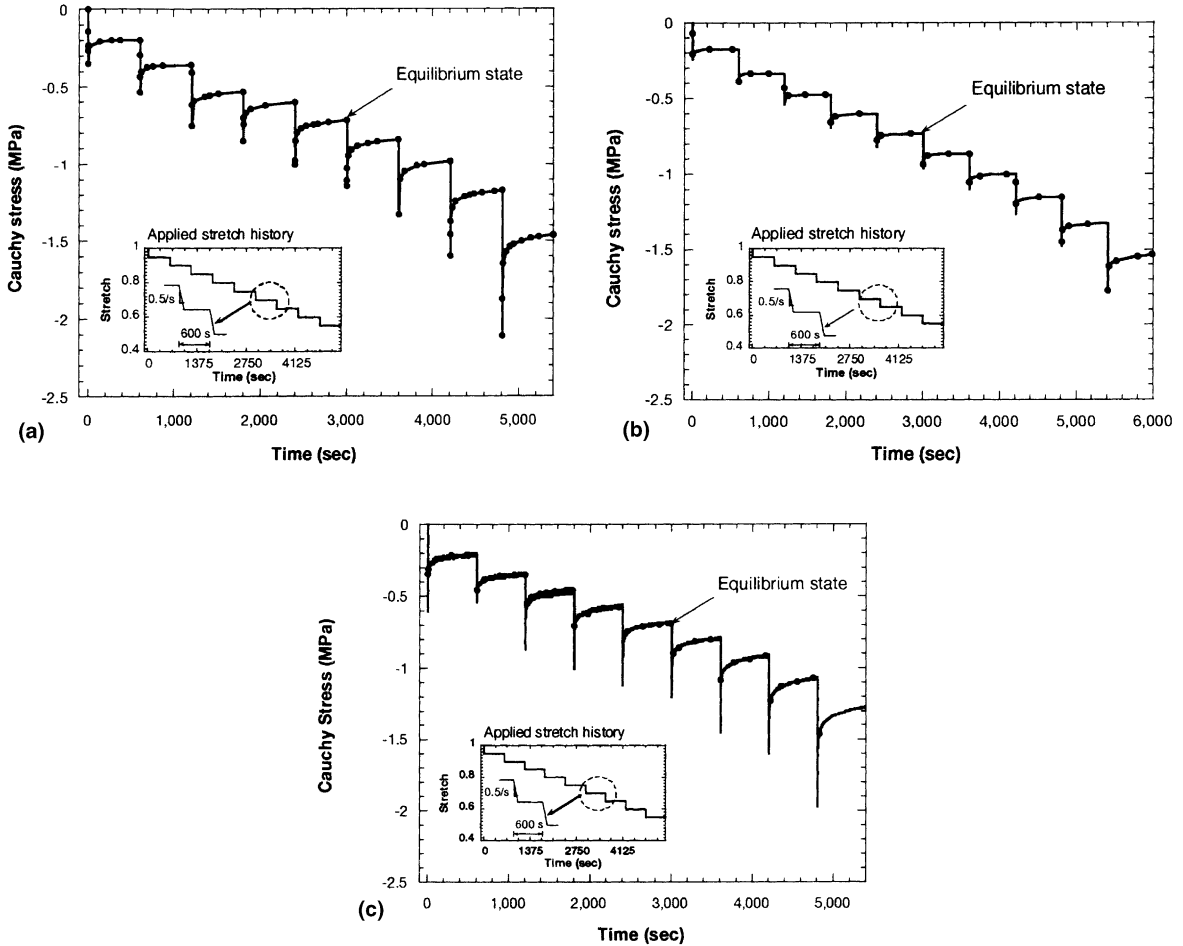 0
-0.5
-1
-1.5
-2
-2.5
Cauchy stress (MPa)
Equilibrium state
Applied stretch history
1
0.8
0.6
0.4
Stretch
0.5/s
600 s
0 1375 2750 4125
Time (sec)
0 1,000 2,000 3,000 4,000 5,000
Time (sec)
(a)
0
-0.5
-1
-1.5
-2
-2.5
Cauchy stress (MPa)
Equilibrium state
Applied stretch history
1
0.8
0.6
0.4
Stretch
0.5/s
600 s
0 1375 2750 4125
Time (sec)
0 1,000 2,000 3,000 4,000 5,000 6,000
Time (sec)
(b)
0
-0.5
-1
-1.5
-2
-2.5
Cauchy Stress (MPa)
Equilibrium state
Applied stretch history
1
0.8
0.6
0.4
Stretch
0.5/s
600 s
0 1375 2750 4125
Time (sec)
0 1,000 2,000 3,000 4,000 5,000
Time (sec)
(c)